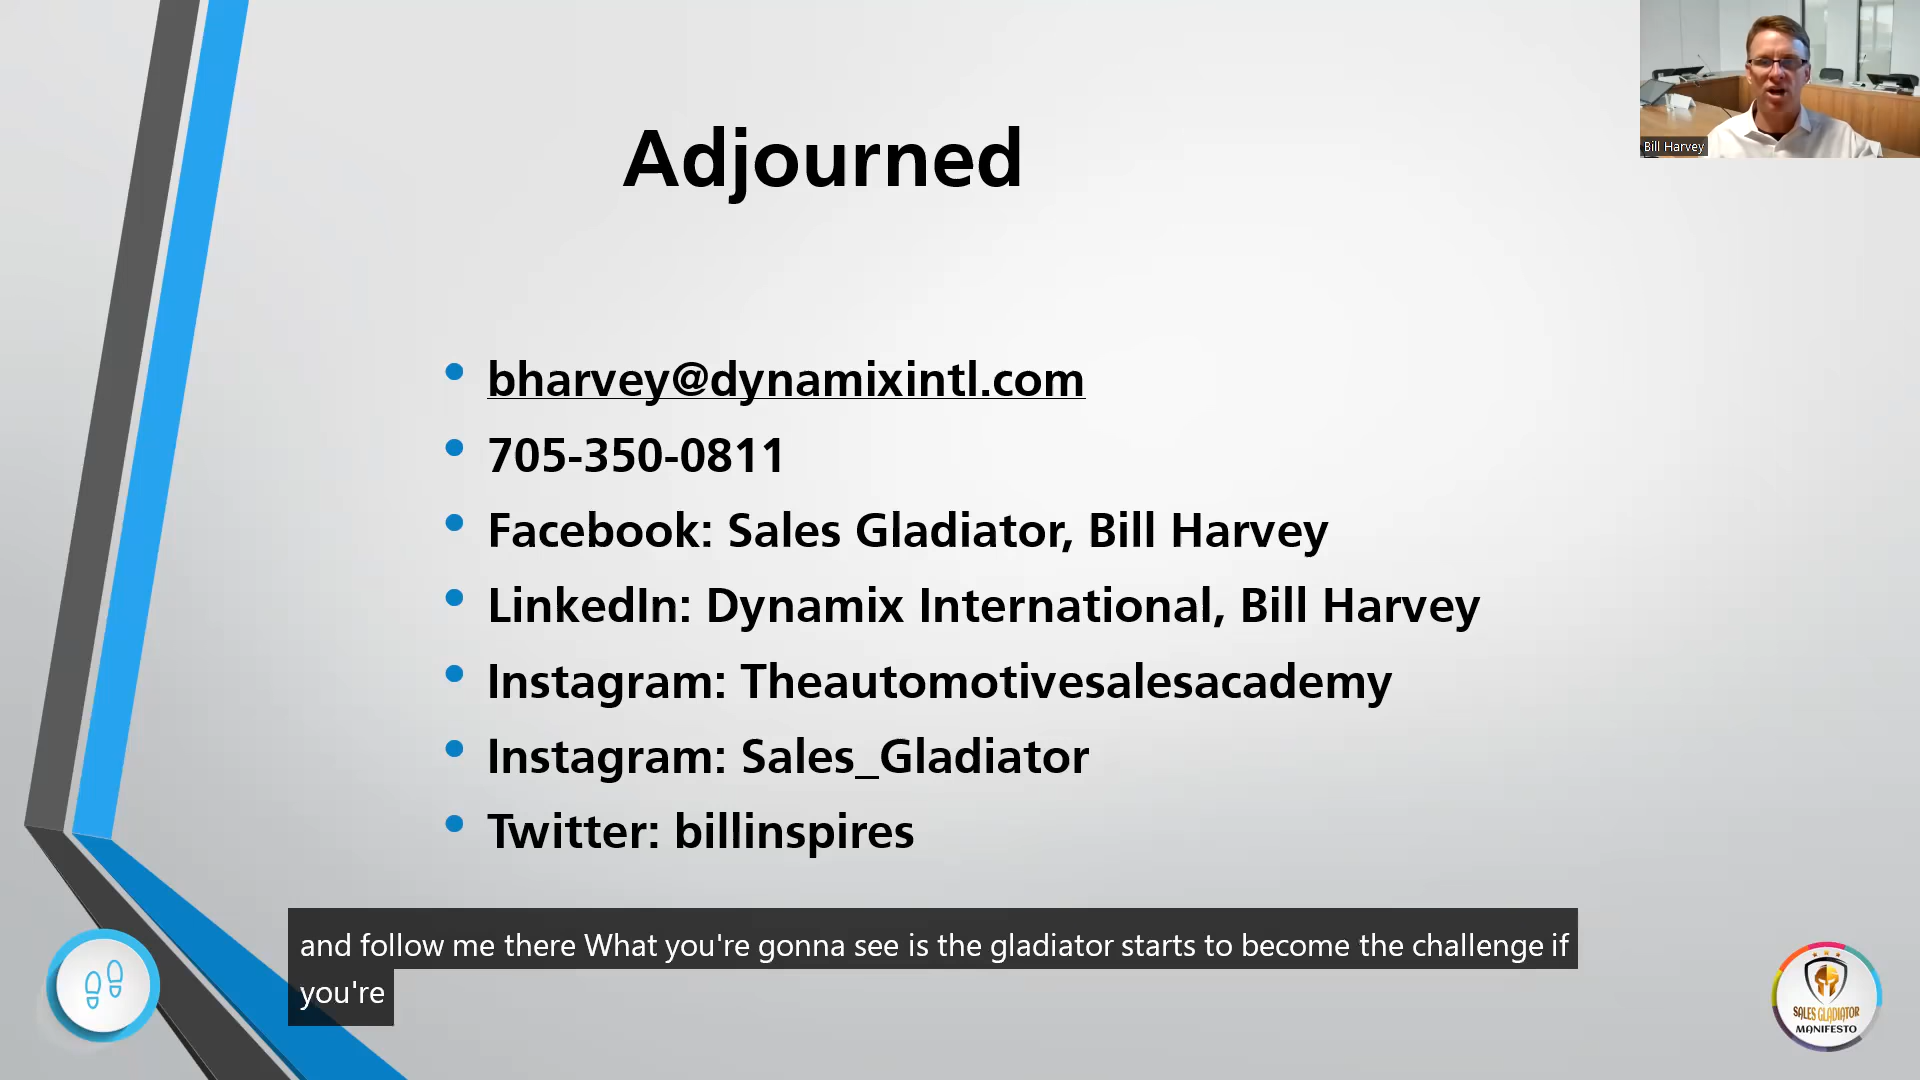 Bill Harvey
Adjourned
bharvey@dynamixintl.com
705-350-0811
Facebook: Sales Gladiator, Bill Harvey
LinkedIn: Dynamix International, Bill Harvey
Instagram: Theautomotivesalesacademy
Instagram: Sales_Gladiator
Twitter: billinspires
and follow me there What you're gonna see is the gladiator starts to become the challenge if
you're
SALES GLADIATOR
MANIFESTO